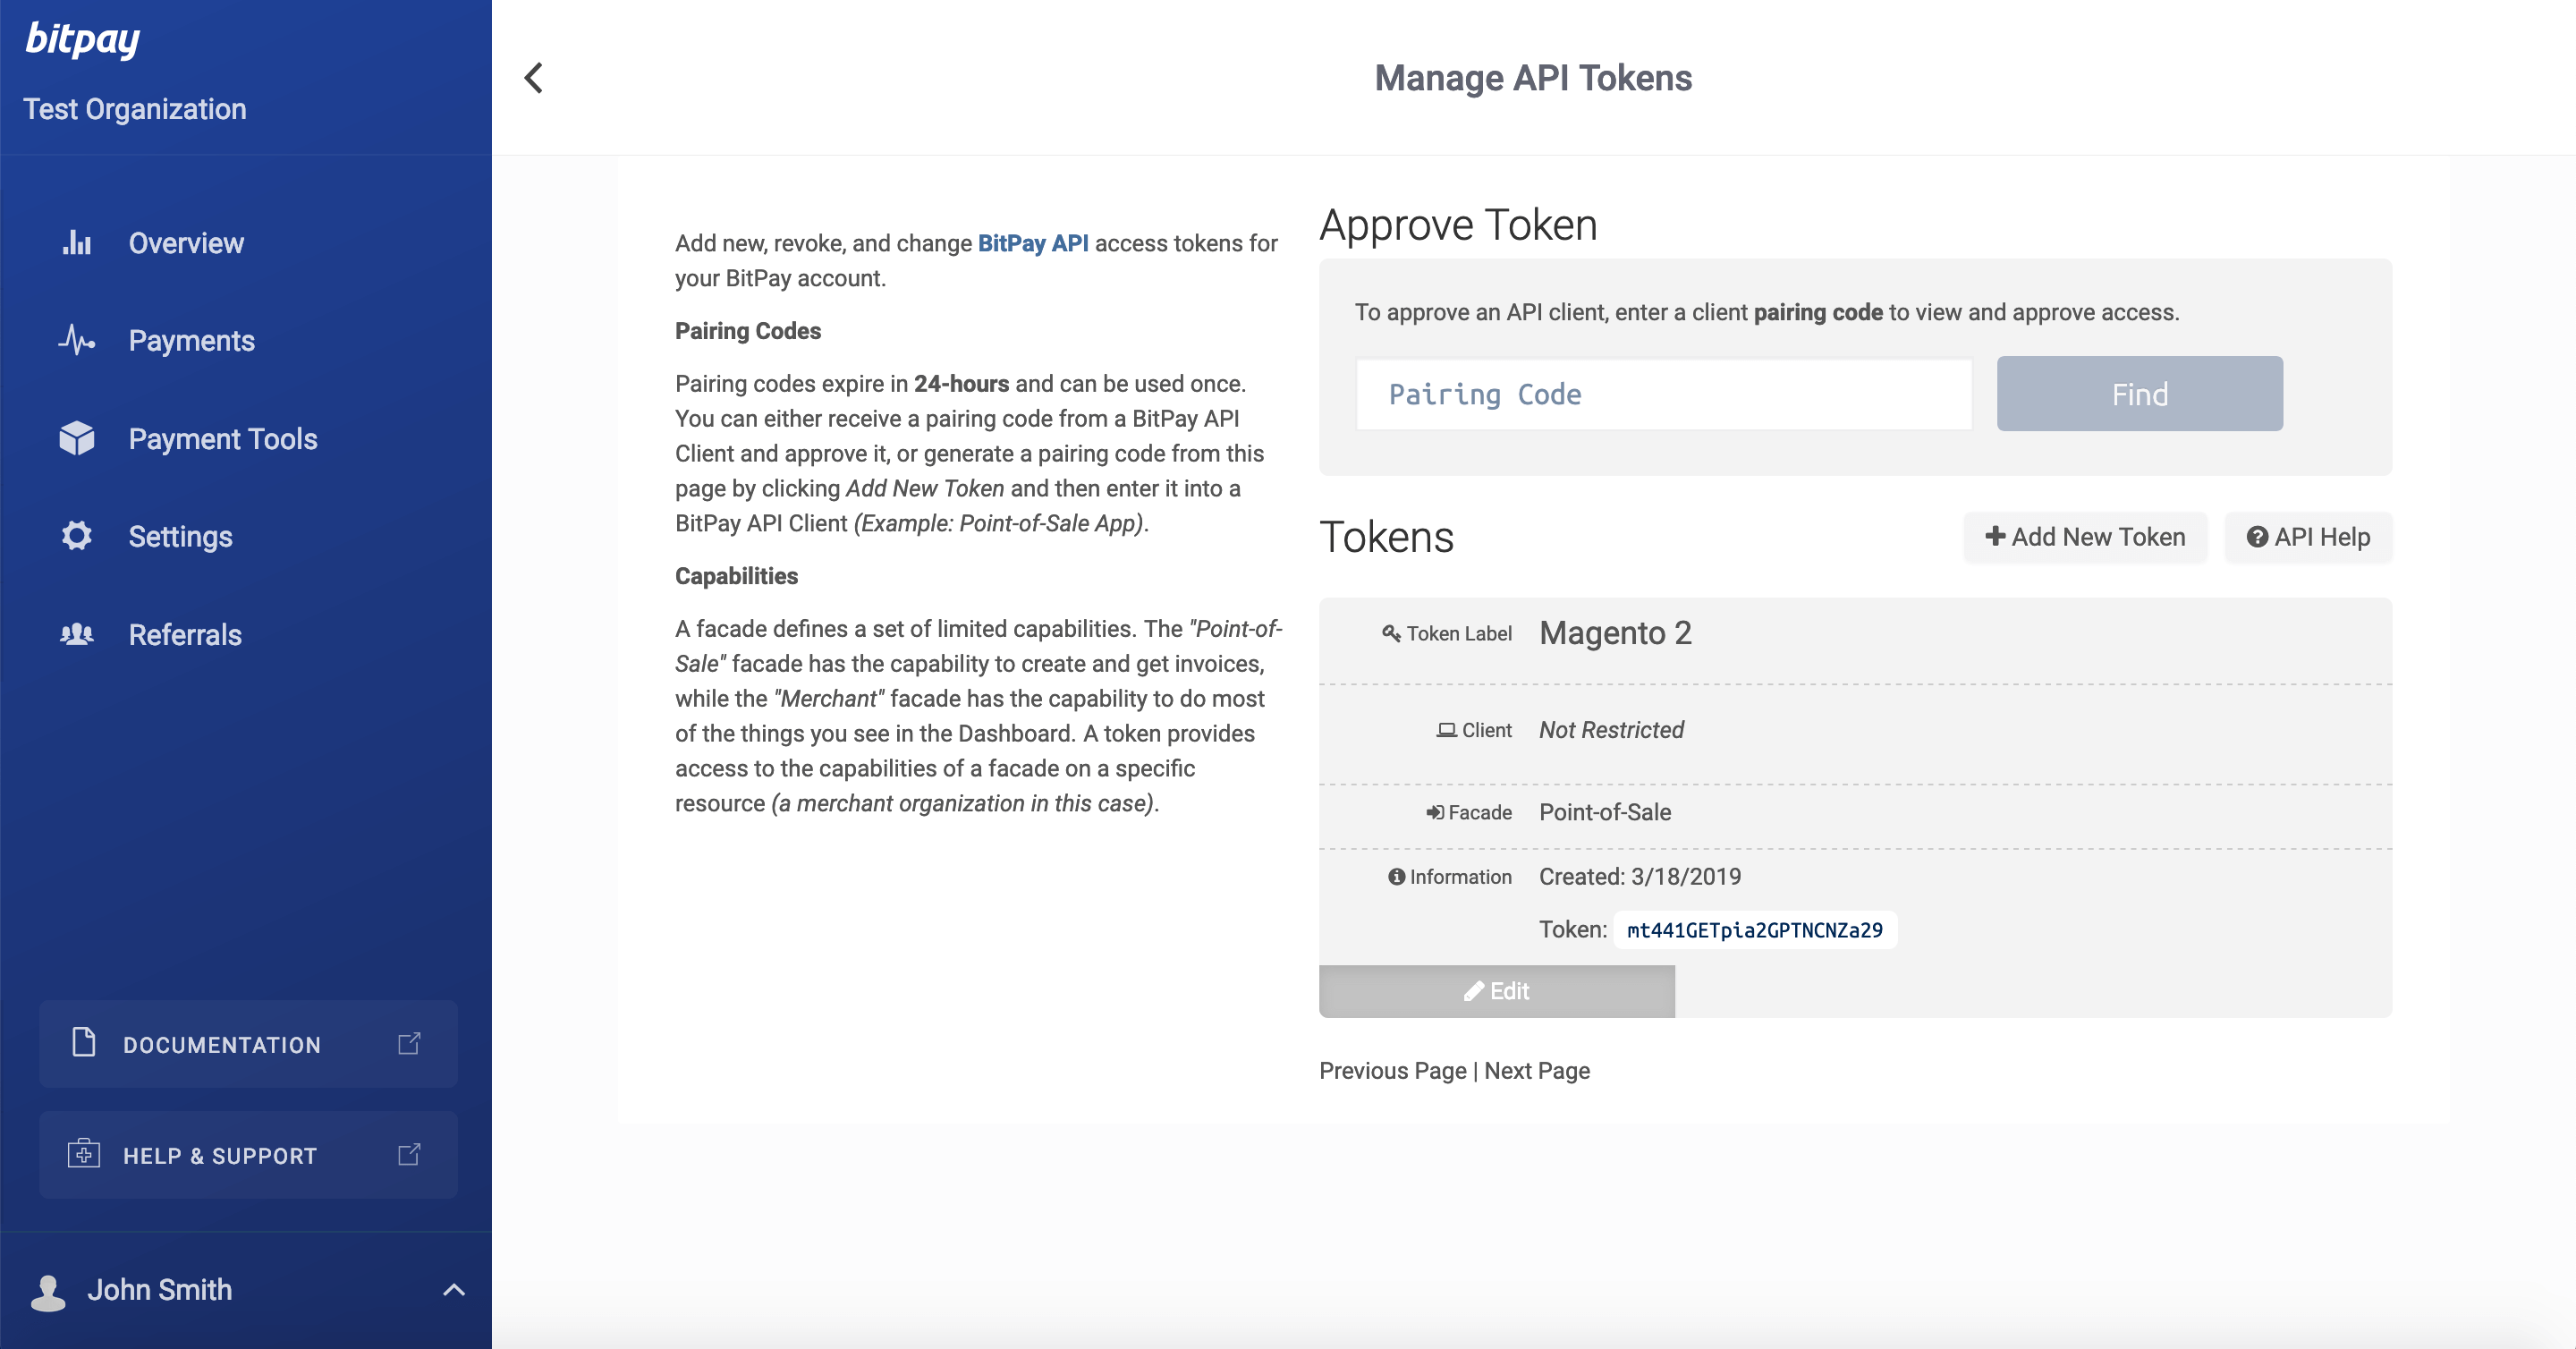 bitpay
Test Organization
Overview
Payments
Payment Tools
Settings
Referrals
DOCUMENTATION
HELP & SUPPORT
John Smith
Manage API Tokens
Add new, revoke, and change BitPay API access tokens for
your BitPay account.
Pairing Codes
Pairing codes expire in 24-hours and can be used once.
You can either receive a pairing code from a BitPay API
Client and approve it, or generate a pairing code from this
page by clicking Add New Token and then enter it into a
BitPay API Client (Example: Point-of-Sale App).
Capabilities
A facade defines a set of limited capabilities. The "Point-of-
Sale" facade has the capability to create and get invoices,
while the "Merchant" facade has the capability to do most
of the things you see in the Dashboard. A token provides
access to the capabilities of a facade on a specific
resource (a merchant organization in this case).
Approve Token
To approve an API client, enter a client pairing code to view and approve access.
Pairing Code
Find
Tokens
Add New Token
API Help
Token Label Magento 2
Client Not Restricted
Facade Point-of-Sale
Information Created: 3/18/2019
Token: mt441GETpia2GPTNCNZa29
Edit
Previous Page | Next Page